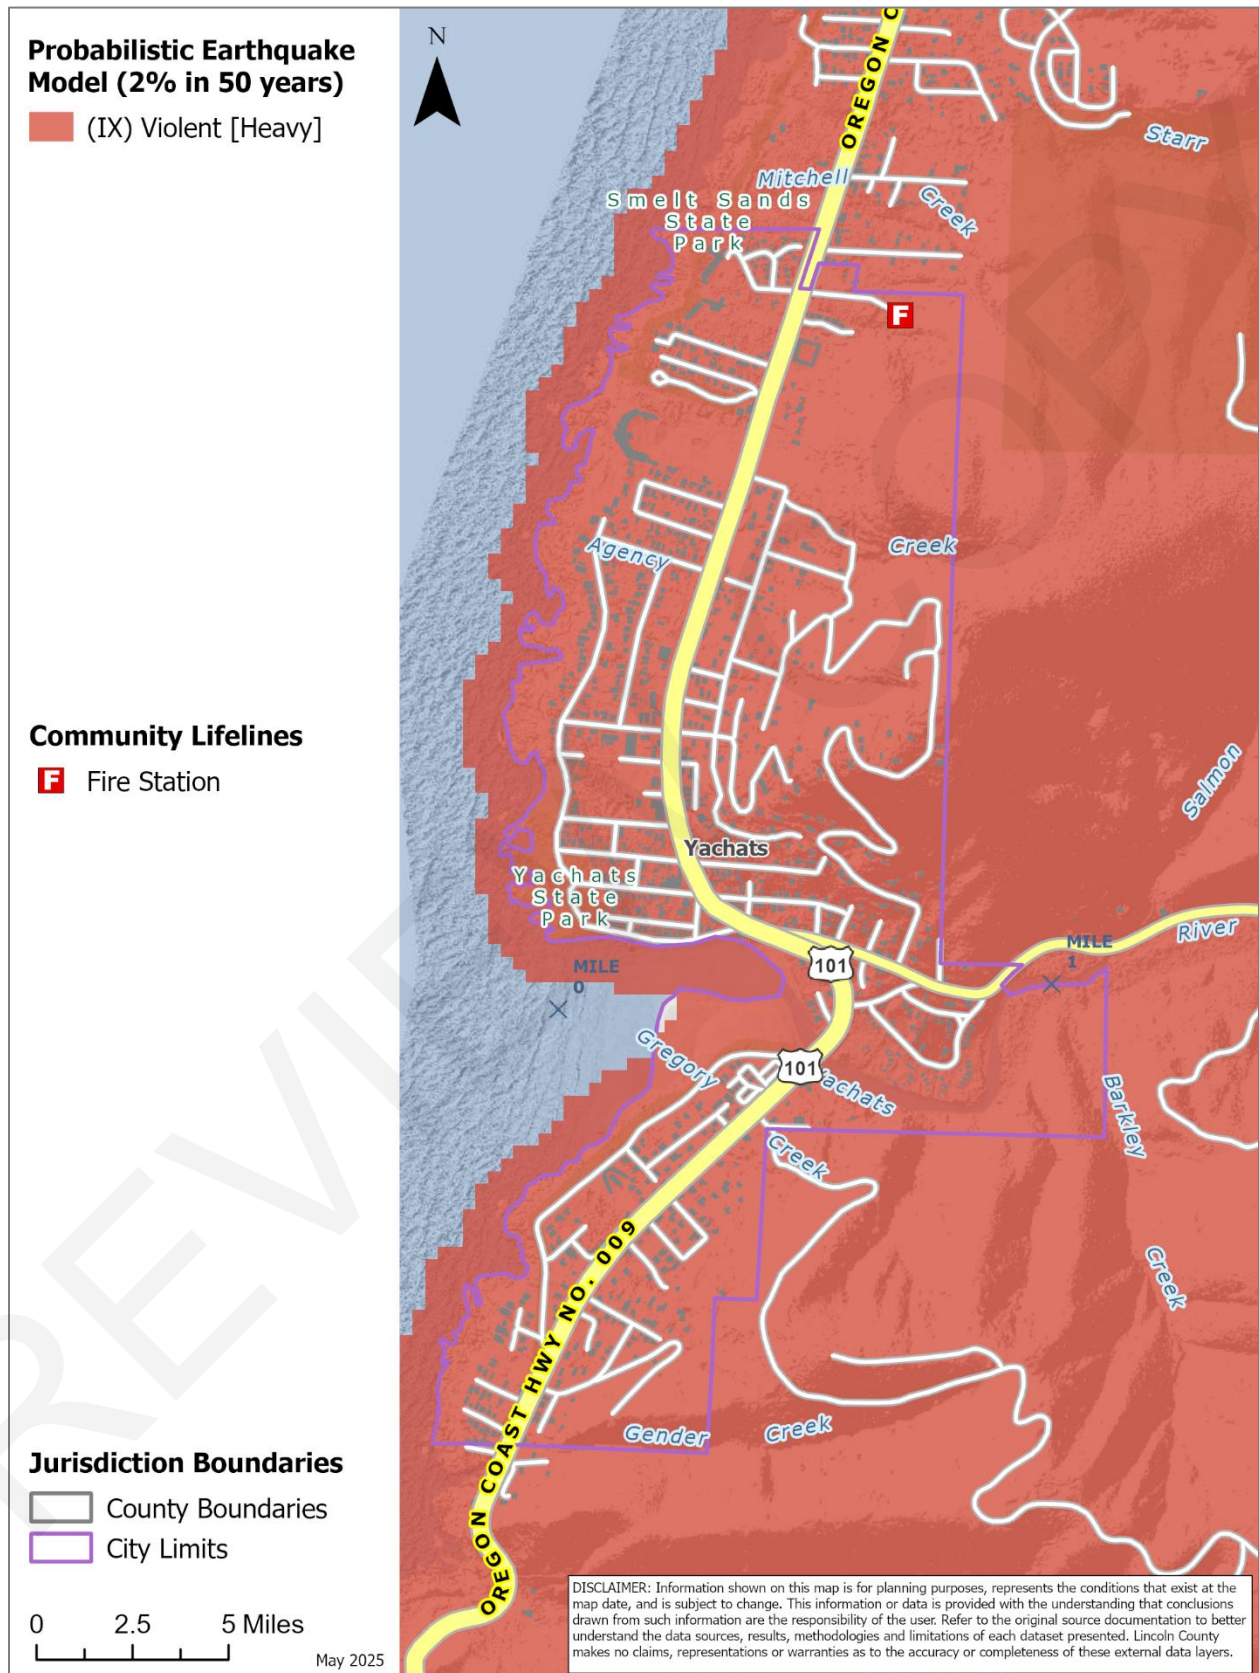 Probabilistic Earthquake
Model (2% in 50 years)
(IX) Violent [Heavy]
Community Lifelines
F
Fire Station
Jurisdiction Boundaries
County Boundaries
City Limits
0 2.5 5 Miles
May 2025
N
OREGON C
Starr
Mitchell
Creek
Smelt Sands
State
Park
F
Agency
Creek
Salmon
Yachats
Yachats
State
Park
River
MILE
1
MILE
0
101
Gregory
101
Yachats
Barkley
Creek
Creek
OREGON COAST HWY NO. 009
Gender
Creek
DISCLAIMER: Information shown on this map is for planning purposes, represents the conditions that exist at the
map date, and is subject to change. This information or data is provided with the understanding that conclusions
drawn from such information are the responsibility of the user. Refer to the original source documentation to better
understand the data sources, results, methodologies and limitations of each dataset presented. Lincoln County
makes no claims, representations or warranties as to the accuracy or completeness of these external data layers.